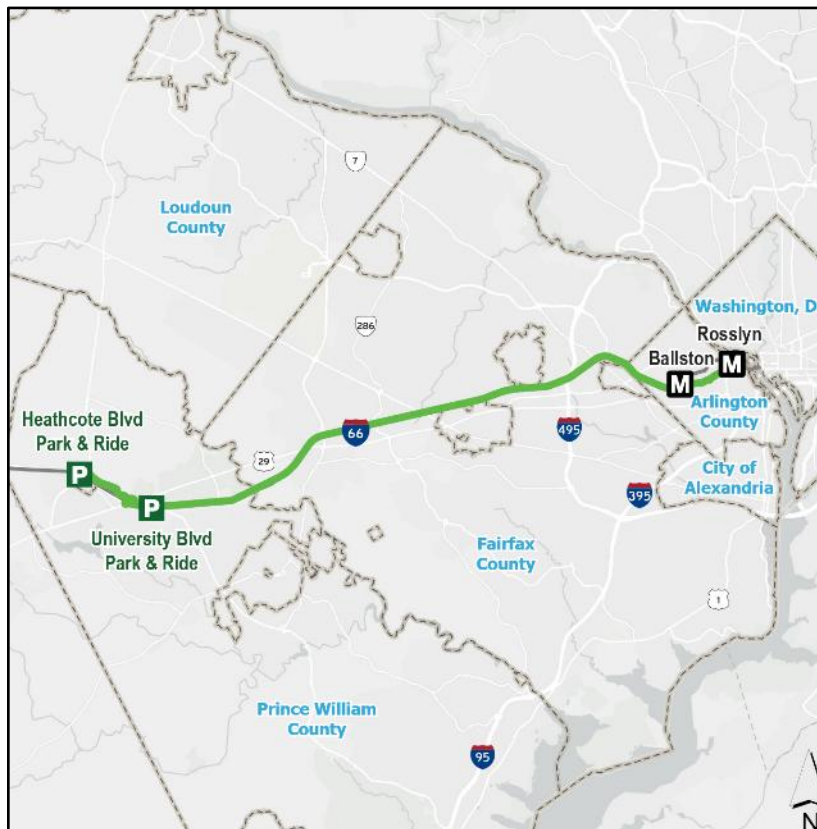 7
Loudoun
County
286
Washington, D
Rosslyn
Ballston
M
M
Arlington
County
Heathcote Blvd
Park & Ride
P
29
66
495
City of
Alexandria
395
P
University Blvd
Park & Ride
Fairfax
County
1
Prince William
County
95
N